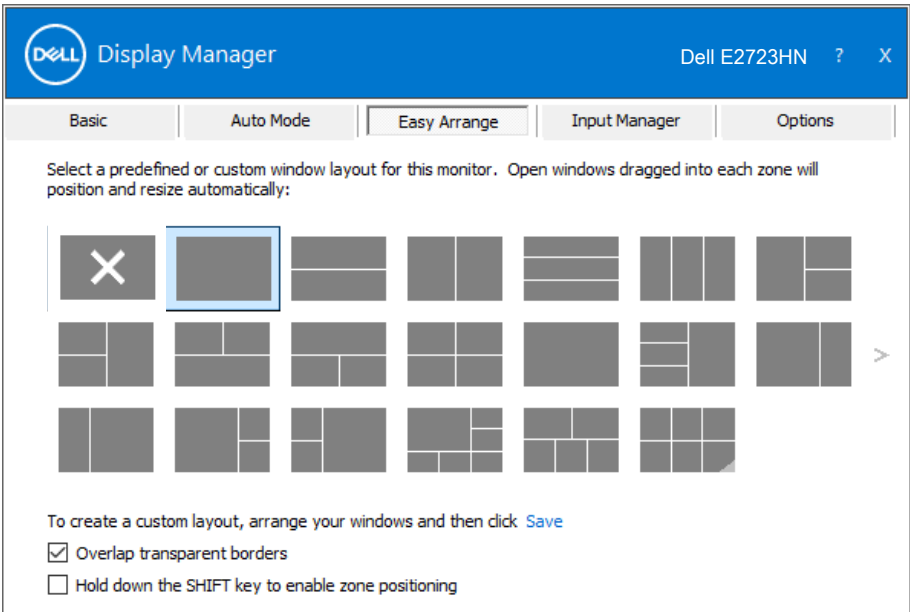 DELL Display Manager Dell E2723HN ? X
Basic Auto Mode Easy Arrange Input Manager Options
Select a predefined or custom window layout for this monitor. Open windows dragged into each zone will
position and resize automatically:
>
To create a custom layout, arrange your windows and then click Save
Overlap transparent borders
Hold down the SHIFT key to enable zone positioning